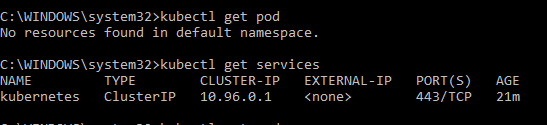 C:\WINDOWS\system32>kubectl get pod
No resources found in default namespace.
C:\WINDOWS\system32>kubectl get services
NAME TYPE CLUSTER-IP EXTERNAL-IP PORT(S) AGE
kubernetes ClusterIP 10.96.0.1 <none> 443/TCP 21m